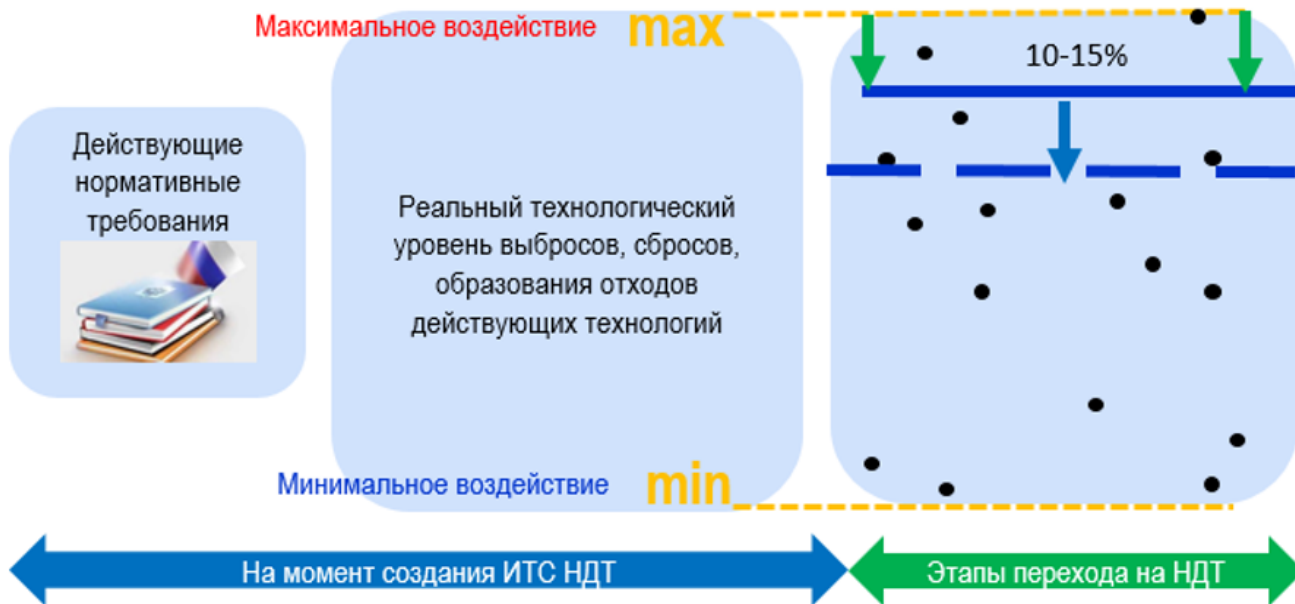 Максимальное воздействие max
10-15%
Действующие
нормативные
требования
Реальный технологический
уровень выбросов, сбросов,
образования отходов
действующих технологий
Минимальное воздействие min
На момент создания ИТС НДТ
Этапы перехода на НДТ